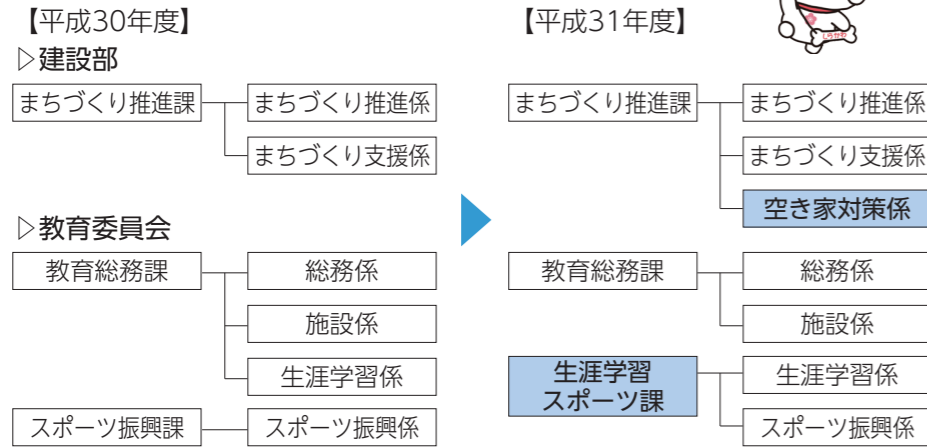 【平成30年度】
▷建設部
まちづくり推進課
まちづくり推進係
まちづくり支援係
▷教育委員会
教育総務課
総務係
施設係
生涯学習係
スポーツ振興課
スポーツ振興係
【平成31年度】
しらかわ
まちづくり推進課
まちづくり推進係
まちづくり支援係
空き家対策係
教育総務課
総務係
施設係
生涯学習
スポーツ課
生涯学習係
スポーツ振興係